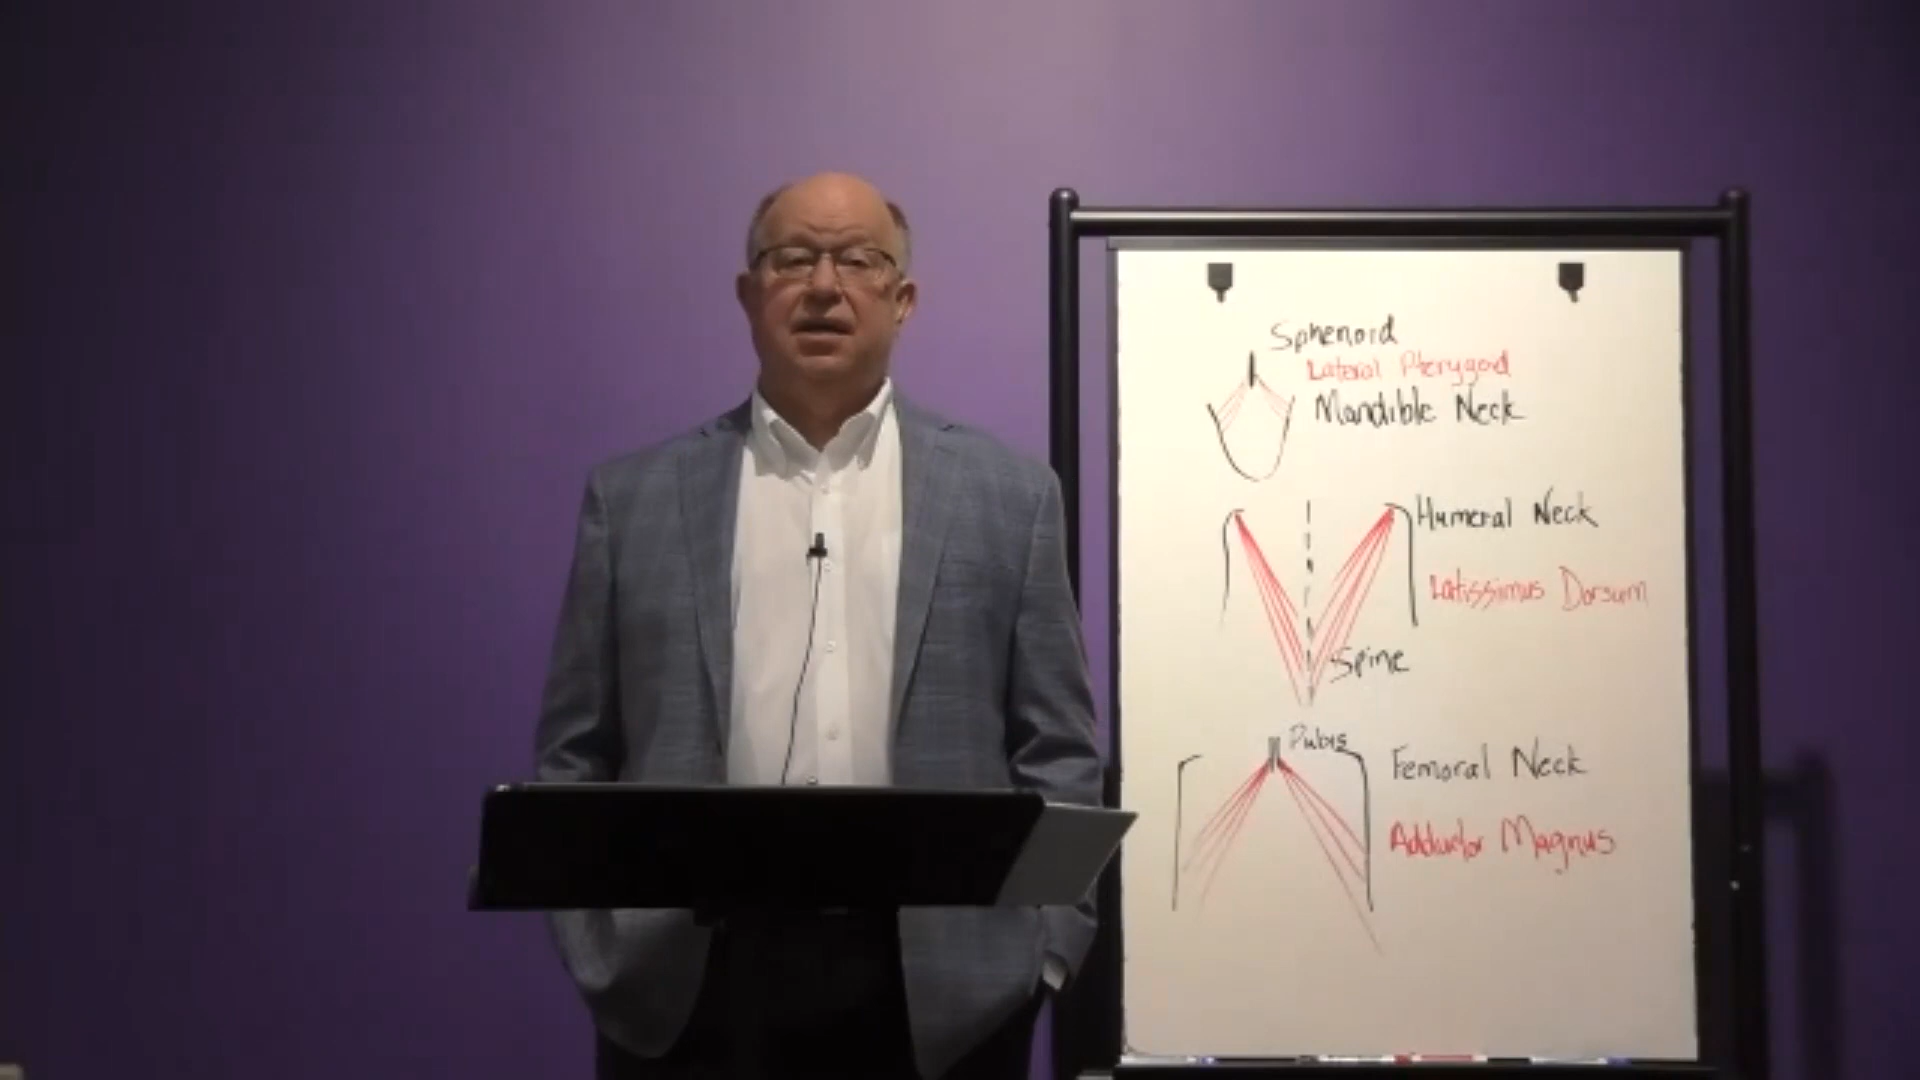 Sphenoid
Lateral Pterygoid
Mandible Neck
Humeral Neck
Latissimus Dorsum
Spine
Pubis
Femoral Neck
Adductor Magnus